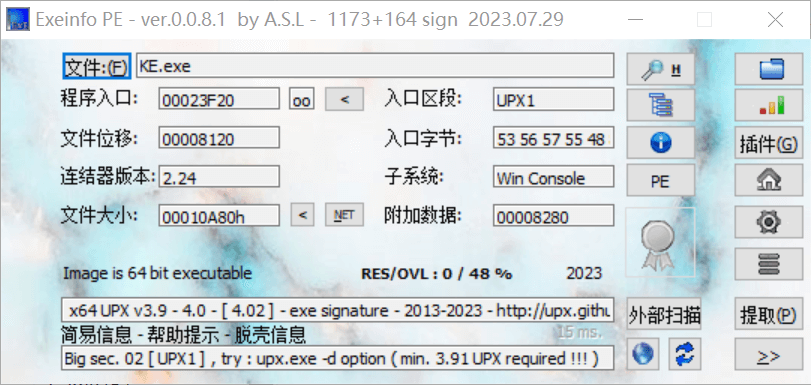 Exeinfo PE - ver.0.0.8.1 by A.S.L - 1173+164 sign 2023.07.29
文件:(F) KE.exe H
程序入口: 00023F20 oo < 入口区段: UPX1
文件位移: 00008120 入口字节: 53 56 57 55 48 插件(G)
连结器版本: 2.24 子系统: Win Console PE
文件大小: 00010A80h < NET 附加数据: 00008280
Image is 64 bit executable RES/OVL : 0 / 48 % 2023
x64 UPX v3.9 - 4.0 - [ 4.02 ] - exe signature - 2013-2023 - http://upx.githu 外部扫描 提取(P)
简易信息 - 帮助提示 - 脱壳信息 15 ms.
Big sec. 02 [ UPX1 ] , try : upx.exe -d option ( min. 3.91 UPX required !!! ) >>